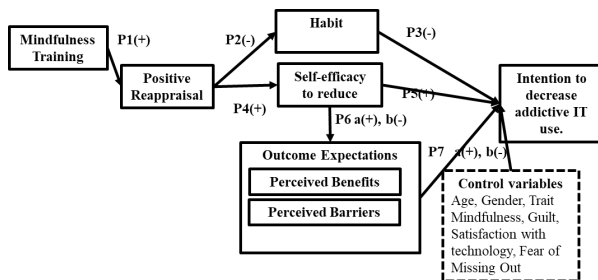 Mindfulness
Training
P1(+)
Positive
Reappraisal
P2(-)
Habit
P3(-)
P4(+)
Self-efficacy
to reduce
P5(+)
Intention to
decrease
addictive IT
use.
P6 a(+), b(-)
Outcome Expectations
Perceived Benefits
Perceived Barriers
P7 a(+), b(-)
Control variables
Age, Gender, Trait
Mindfulness, Guilt,
Satisfaction with
technology, Fear of
Missing Out